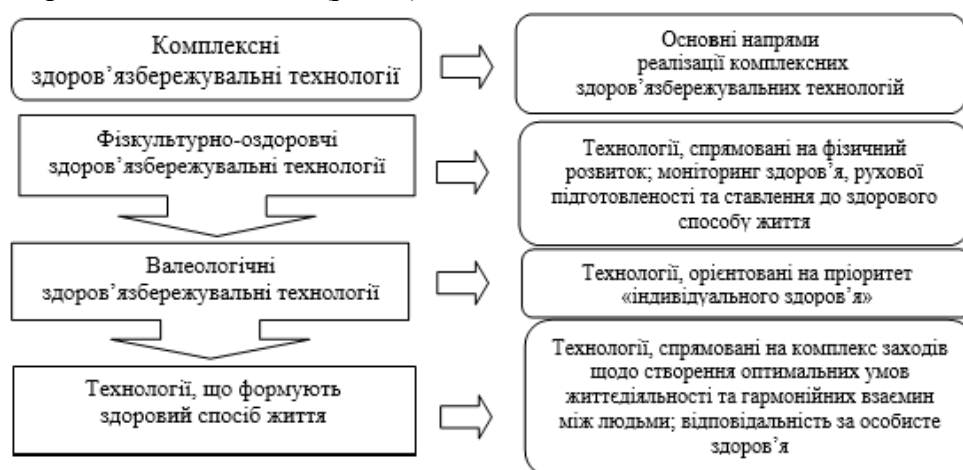 Комплексні
здоров’язбережувальні технології
Основні напрями
реалізації комплексних
здоров’язбережувальних технологій
Фізкультурно-оздоровчі
здоров’язбережувальні технології
Технології, спрямовані на фізичний
розвиток; моніторинг здоров’я, рухової
підготовленості та ставлення до здорового
способу життя
Валеологічні
здоров’язбережувальні технології
Технології, орієнтовані на пріоритет
«індивідуального здоров’я»
Технології, що формують
здоровий спосіб життя
Технології, спрямовані на комплекс заходів
щодо створення оптимальних умов
життєдіяльності та гармонійних взаємин
між людьми; відповідальність за особисте
здоров’я